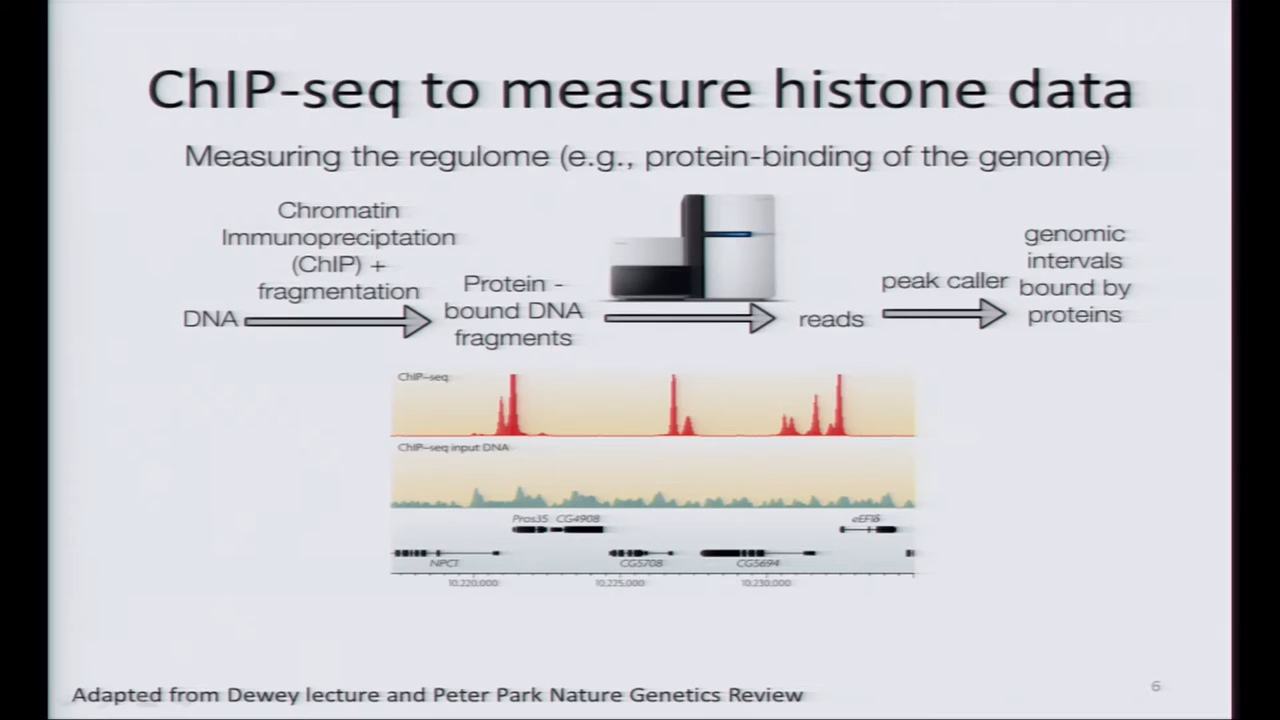 ChIP-seq to measure histone data
Measuring the regulome (e.g., protein-binding of the genome)
Chromatin
Immunopreciptation
(ChIP) +
fragmentation
DNA
Protein -
bound DNA
fragments
reads
peak caller
genomic
intervals
bound by
proteins
ChIP-seq
ChIP-seq input DNA
Pros35 CG4908
NPC1
CG5708
CG5694
10,220,000
10,225,000
10,230,000
Adapted from Dewey lecture and Peter Park Nature Genetics Review
6